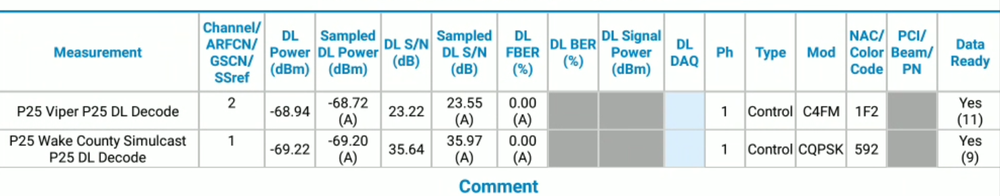 Measurement
Channel/
ARFCN/
GSCN/
SSref
DL
Power
(dBm)
Sampled
DL Power
(dBm)
DL S/N
(dB)
Sampled
DL S/N
(dB)
DL
FBER
(%)
DL BER
(%)
DL Signal
Power
(dBm)
DL
DAQ
Ph
Type
Mod
NAC/
Color
Code
PCI/
Beam/
PN
Data
Ready
P25 Viper P25 DL Decode
2
-68.94
-68.72
(A)
23.22
23.55
(A)
0.00
(A)
1
Control
C4FM
1F2
Yes
(11)
P25 Wake County Simulcast
P25 DL Decode
1
-69.22
-69.20
(A)
35.64
35.97
(A)
0.00
(A)
1
Control
CQPSK
592
Yes
(9)
Comment